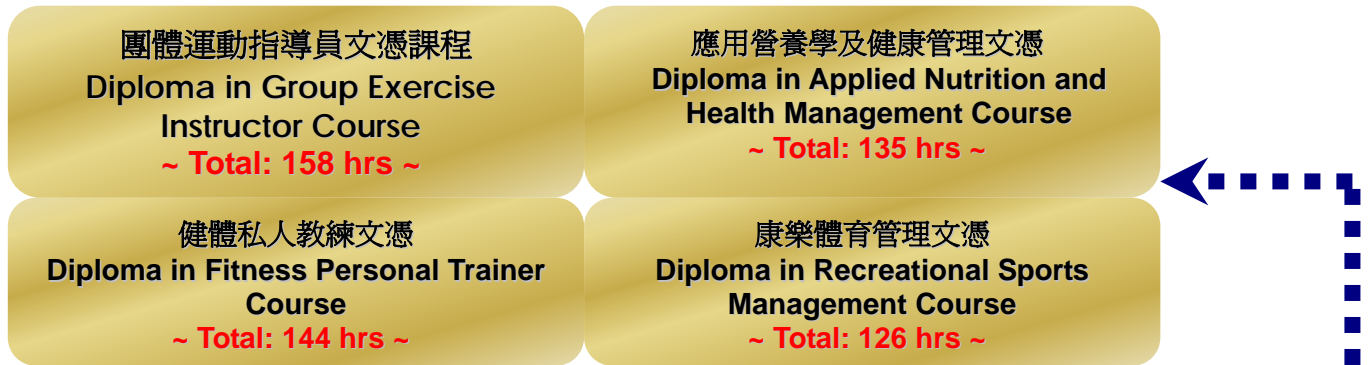 團體運動指導員文憑課程
Diploma in Group Exercise
Instructor Course
~ Total: 158 hrs ~
應用營養學及健康管理文憑
Diploma in Applied Nutrition and
Health Management Course
~ Total: 135 hrs ~
健體私人教練文憑
Diploma in Fitness Personal Trainer
Course
~ Total: 144 hrs ~
康樂體育管理文憑
Diploma in Recreational Sports
Management Course
~ Total: 126 hrs ~